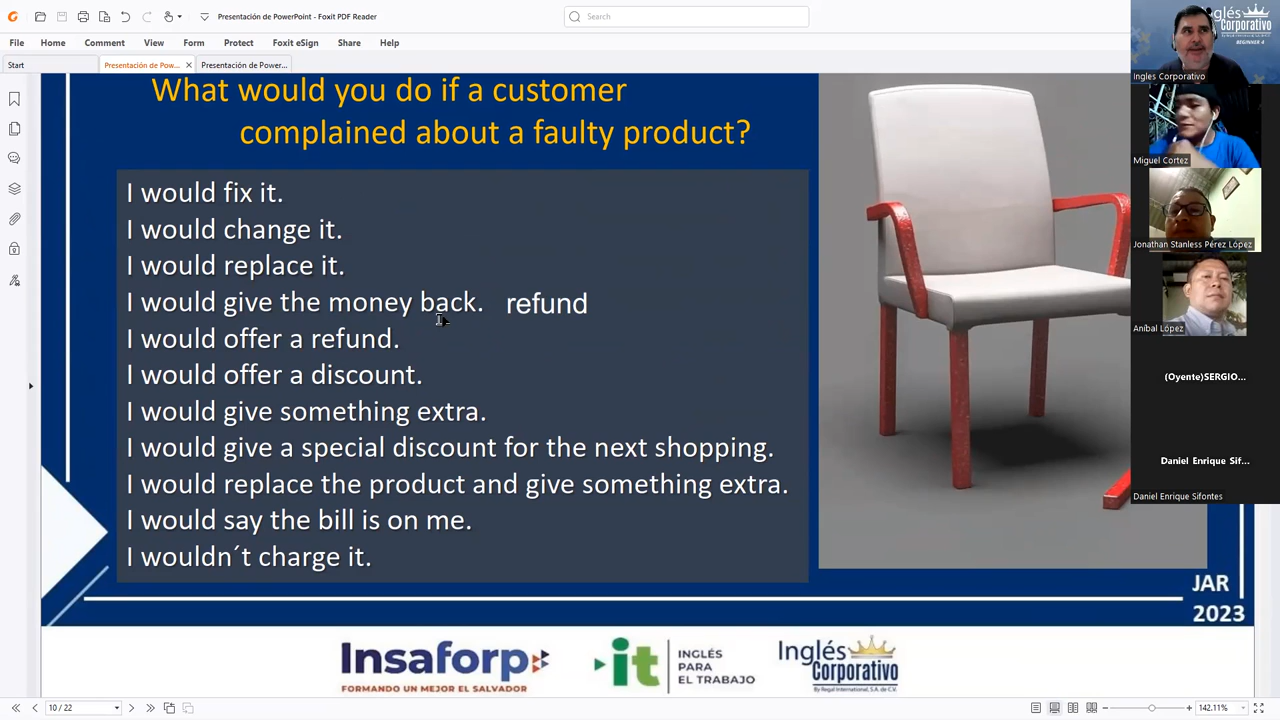 Presentación de PowerPoint - Foxit PDF Reader
Search
File Home Comment View Form Protect Foxit eSign Share Help
Start
Presentación de Pow... ×
Presentación de Power...
What would you do if a customer
complained about a faulty product?
I would fix it.
I would change it.
I would replace it.
I would give the money back. refund
I would offer a refund.
I would offer a discount.
I would give something extra.
I would give a special discount for the next shopping.
I would replace the product and give something extra.
I would say the bill is on me.
I wouldn´t charge it.
JAR
2023
Insaforp
FORMANDO UN MEJOR EL SALVADOR
it
INGLÉS
PARA
EL TRABAJO
Inglés
Corporativo
By Regal International, S.A. de C.V.
Inglés
Corporativo
BEGINNER 4
Ingles Corporativo
Miguel Cortez
Jonathan Stanless Pérez López
Aníbal López
(Oyente)SERGIO...
Daniel Enrique Sif...
Daniel Enrique Sifontes
10 / 22
142.11%